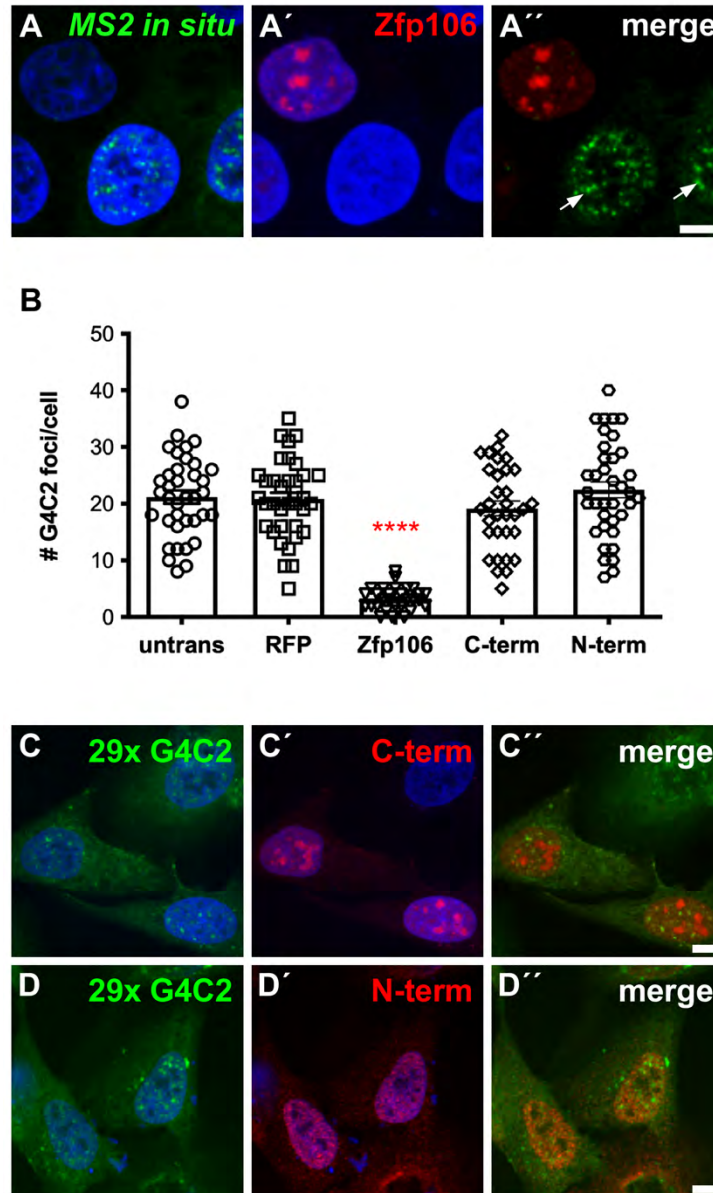 A MS2 in situ A´ Zfp106 A´´ merge
B
# G4C2 foci/cell
50
40
30
20
10
0
****
untrans RFP Zfp106 C-term N-term
C 29x G4C2 C´ C-term C´´ merge
D 29x G4C2 D´ N-term D´´ merge